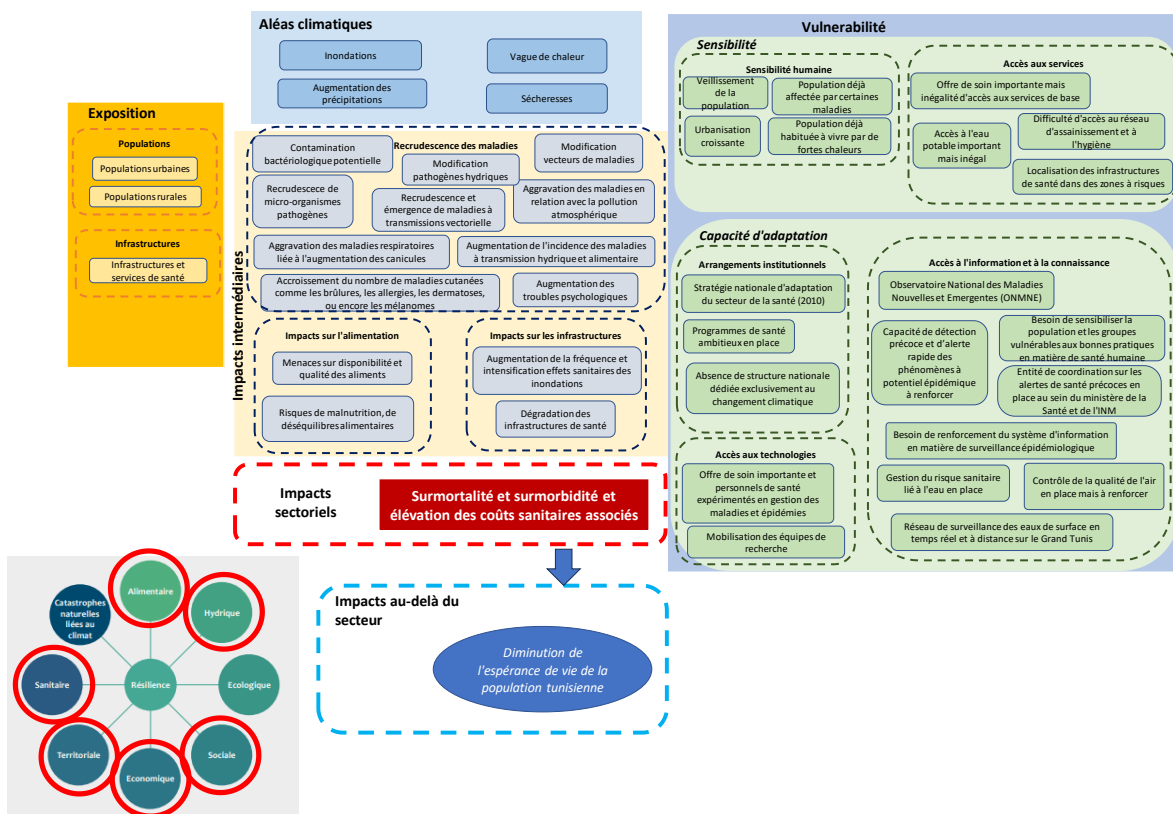 Aléas climatiques
Inondations
Vague de chaleur
Augmentation des
précipitations
Sécheresses
Exposition
Populations
Populations urbaines
Populations rurales
Infrastructures
Infrastructures et
services de santé
Impacts intermédiaires
Recrudescence des maladies
Contamination
bactériologique potentielle
Modification
pathogènes hydriques
Modification
vecteurs de maladies
Recrudescece de
micro-organismes
pathogènes
Recrudescence et
émergence de maladies à
transmissions vectorielle
Aggravation des maladies en
relation avec la pollution
atmosphérique
Aggravation des maladies respiratoires
liée à l'augmentation des canicules
Augmentation de l'incidence des maladies
à transmission hydrique et alimentaire
Accroissement du nombre de maladies cutanées
comme les brûlures, les allergies, les dermatoses,
ou encore les mélanomes
Augmentation des
troubles psychologiques
Impacts sur l'alimentation
Menaces sur disponibilité et
qualité des aliments
Risques de malnutrition, de
déséquilibres alimentaires
Impacts sur les infrastructures
Augmentation de la fréquence et
intensification effets sanitaires des
inondations
Dégradation des
infrastructures de santé
Impacts
sectoriels
Surmortalité et surmorbidité et
élévation des coûts sanitaires associés
Impacts au-delà du
secteur
Diminution de
l'espérance de vie de la
population tunisienne
Vulnérabilité
Sensibilité
Sensibilité humaine
Veillissement
de la
population
Population déjà
affectée par certaines
maladies
Urbanisation
croissante
Population déjà
habituée à vivre par de
fortes chaleurs
Accès aux services
Offre de soin importante mais
inégalité d'accès aux services de base
Accès à l'eau
potable important
mais inégal
Difficulté d'accès au réseau
d'assainissement et à
l'hygiène
Localisation des infrastructures
de santé dans des zones à
risques
Capacité d'adaptation
Arrangements institutionnels
Stratégie nationale d'adaptation
du secteur de la santé (2010)
Programmes de santé
ambitieux en place
Absence de structure nationale
dédiée exclusivement au
changement climatique
Accès aux technologies
Offre de soin importante et
personnels de santé
expérimentés en gestion des
maladies et épidémies
Mobilisation des équipes de
recherche
Accès à l'information et à la connaissance
Observatoire National des Maladies
Nouvelles et Emergentes (ONMNE)
Capacité de détection
précoce et d'alerte
rapide des
phénomènes à
potentiel épidémique
à renforcer
Besoin de sensibiliser la
population et les groupes
vulnérables aux bonnes pratiques
en matière de santé humaine
Entité de coordination sur les
alertes de santé précoces en
place au sein du ministère de la
Santé et de l'INM
Besoin de renforcement du système d'information
en matière de surveillance épidémiologique
Gestion du risque sanitaire
lié à l'eau en place
Contrôle de la qualité de l'air
en place mais à renforcer
Réseau de surveillance des eaux de surface en
temps réel et à distance sur le Grand Tunis
Alimentaire
Catastrophes
naturelles
liées au
climat
Hydrique
Sanitaire
Résilience
Ecologique
Territoriale
Sociale
Economique